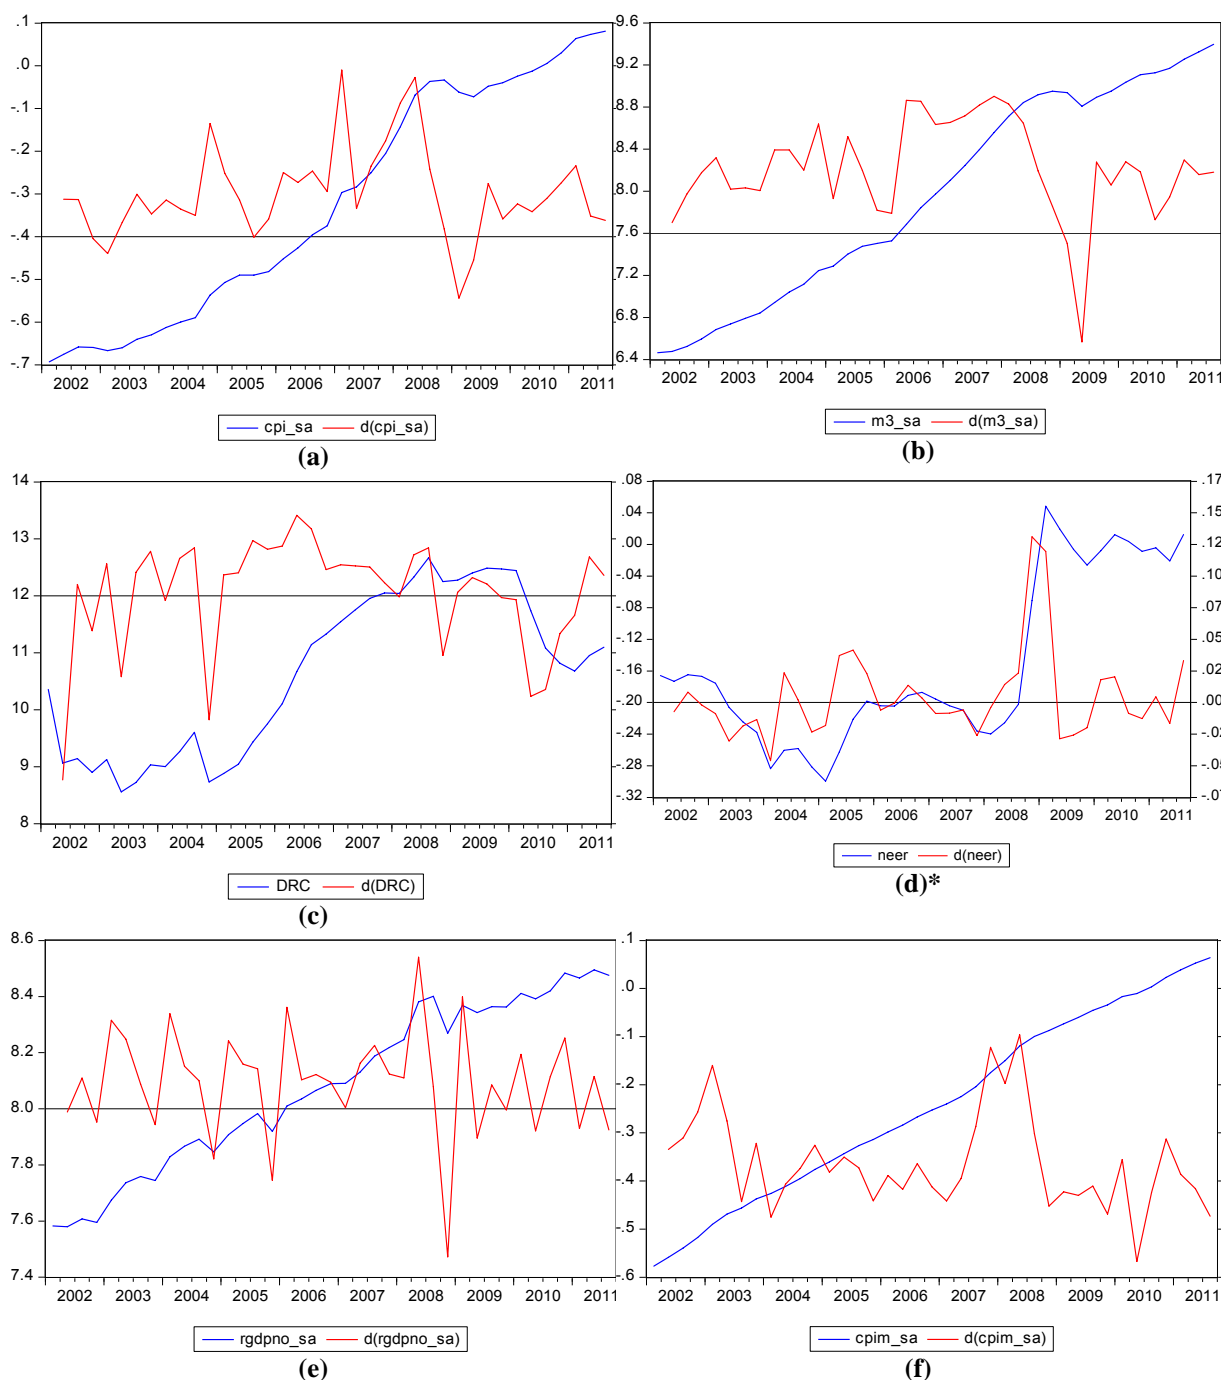 .1
.0
-.1
-.2
-.3
-.4
-.5
-.6
-.7
2002 2003 2004 2005 2006 2007 2008 2009 2010 2011
cpi_sa d(cpi_sa)
(a)
9.6
9.2
8.8
8.4
8.0
7.6
7.2
6.8
6.4
2002 2003 2004 2005 2006 2007 2008 2009 2010 2011
m3_sa d(m3_sa)
(b)
14
13
12
11
10
9
8
2002 2003 2004 2005 2006 2007 2008 2009 2010 2011
DRC d(DRC)
(c)
.08 .17
.04 .15
.00 .12
-.04 .10
-.08 .07
-.12 .05
-.16 .02
-.20 .00
-.24 -.02
-.28 -.05
-.32 -.07
2002 2003 2004 2005 2006 2007 2008 2009 2010 2011
neer d(neer)
(d)*
8.6
8.4
8.2
8.0
7.8
7.6
7.4
2002 2003 2004 2005 2006 2007 2008 2009 2010 2011
rgdpno_sa d(rgdpno_sa)
(e)
.1
.0
-.1
-.2
-.3
-.4
-.5
-.6
2002 2003 2004 2005 2006 2007 2008 2009 2010 2011
cpim_sa d(cpim_sa)
(f)